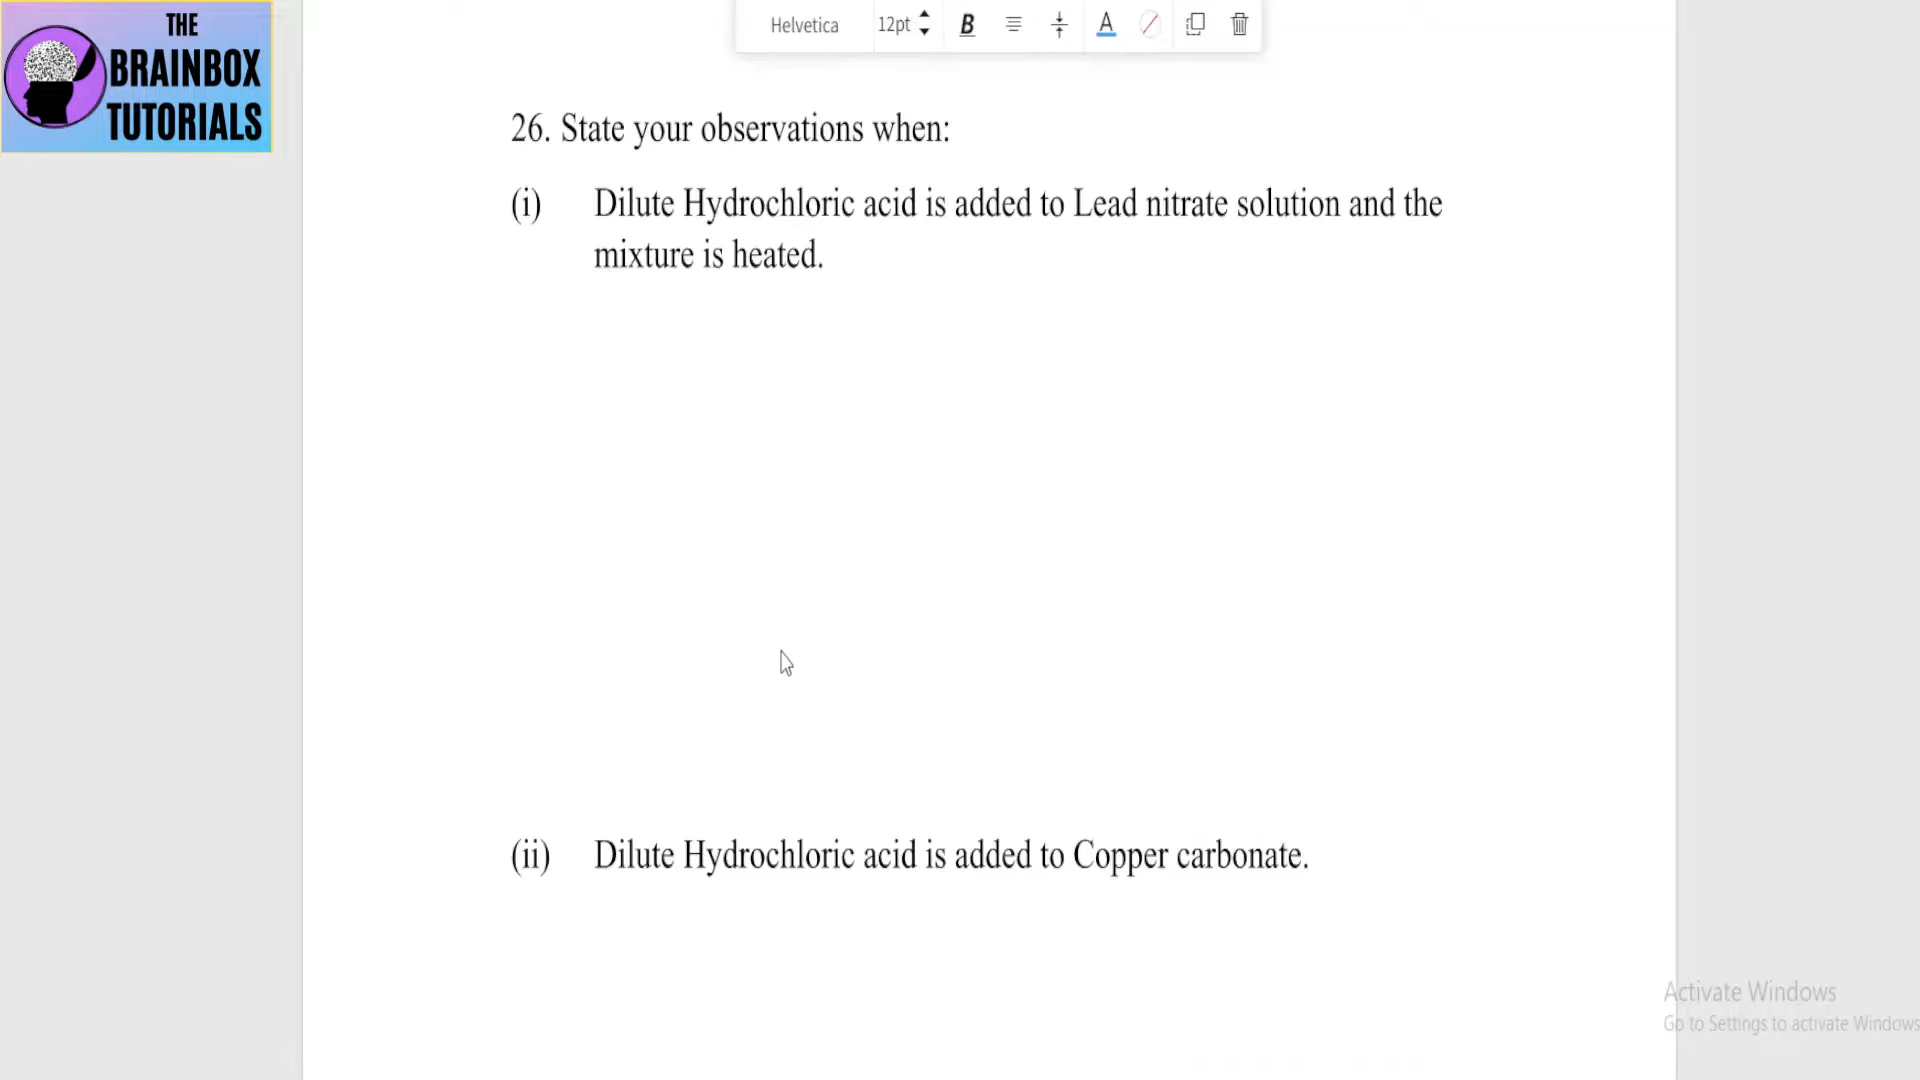 THE
BRAINBOX
TUTORIALS
Helvetica 12pt B A
26. State your observations when:
(i) Dilute Hydrochloric acid is added to Lead nitrate solution and the
mixture is heated.
(ii) Dilute Hydrochloric acid is added to Copper carbonate.
Activate Windows
Go to Settings to activate Windows